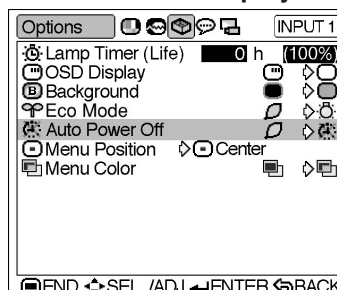 Options INPUT 1
Lamp Timer (Life) 0 h (100%)
OSD Display
B Background
Eco Mode
Auto Power Off
Menu Position Center
Menu Color
END SEL. /ADJ. ENTER BACK